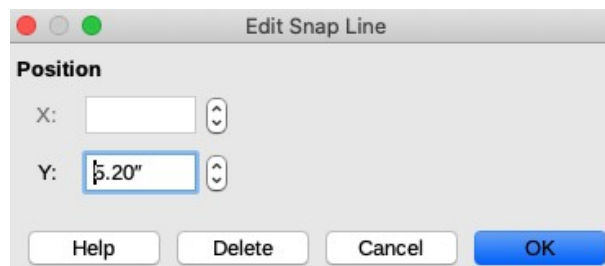 Edit Snap Line
Position
X:
Y: 5.20"
Help Delete Cancel OK